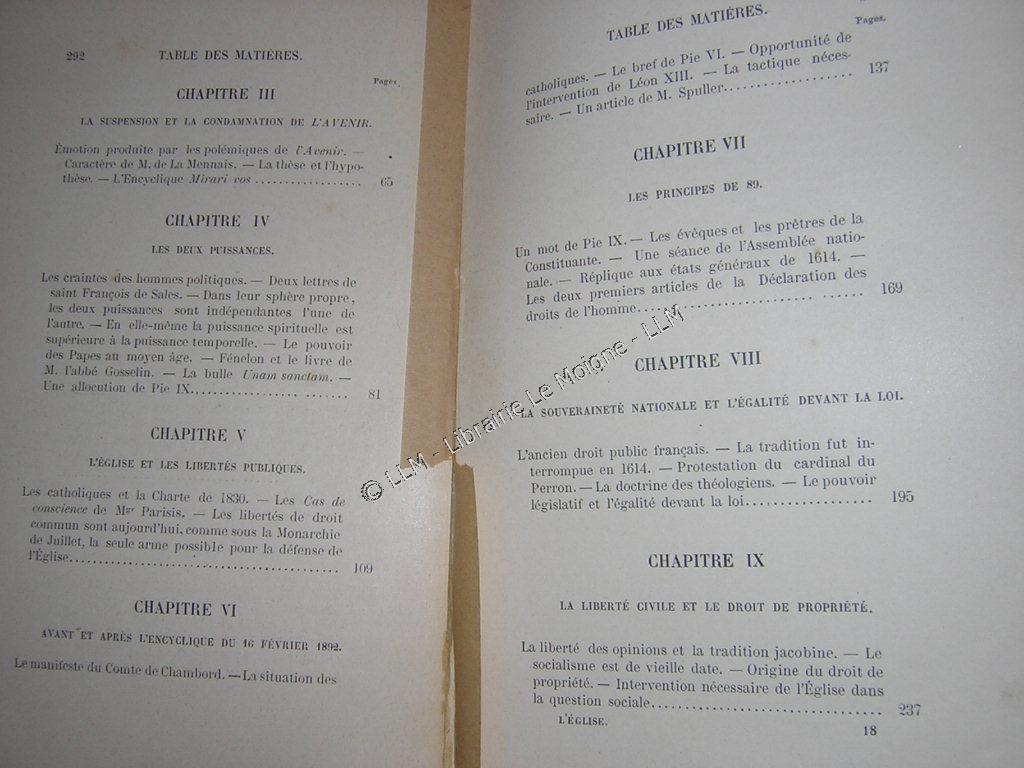 292 TABLE DES MATIÈRES.
Pages.
CHAPITRE III
LA SUSPENSION ET LA CONDAMNATION DE L'AVENIR.
Émotion produite par les polémiques de l'Avenir. —
Caractère de M. de La Mennais. — La thèse et l'hypo-
thèse. — L'Encyclique Mirari vos ................. 65
CHAPITRE IV
LES DEUX PUISSANCES.
Les craintes des hommes politiques. — Deux lettres de
saint François de Sales. — Dans leur sphère propre,
les deux puissances sont indépendantes l'une de
l'autre. — En elle-même la puissance spirituelle est
supérieure à la puissance temporelle. — Le pouvoir
des Papes au moyen âge. — Fénelon et le livre de
M. l'abbé Gosselin. — La bulle Unam sanctam. —
Une allocution de Pie IX................. ....... 81
CHAPITRE V
L'ÉGLISE ET LES LIBERTÉS PUBLIQUES.
Les catholiques et la Charte de 1830. — Les Cas de
conscience de Mgr Parisis. — Les libertés de droit
commun sont aujourd'hui, comme sous la Monarchie
de Juillet, la seule arme possible pour la défense de
l'Église......................................... 109
CHAPITRE VI
AVANT ET APRÈS L'ENCYCLIQUE DU 16 FÉVRIER 1892.
Le manifeste du Comte de Chambord. — La situation des
TABLE DES MATIÈRES.
Pages.
catholiques. — Le bref de Pie VI. — Opportunité de
l'intervention de Léon XIII. — La tactique néces-
saire. — Un article de M. Spuller.................. 137
CHAPITRE VII
LES PRINCIPES DE 89.
Un mot de Pie IX. — Les évêques et les prêtres de la
Constituante. — Une séance de l'Assemblée natio-
nale. — Réplique aux états généraux de 1614. —
Les deux premiers articles de la Déclaration des
droits de l'homme........................ ...... 169
CHAPITRE VIII
LA SOUVERAINETÉ NATIONALE ET L'ÉGALITÉ DEVANT LA LOI.
L'ancien droit public français. — La tradition fut in-
terrompue en 1614. — Protestation du cardinal du
Perron. — La doctrine des théologiens. — Le pouvoir
législatif et l'égalité devant la loi................. 195
CHAPITRE IX
LA LIBERTÉ CIVILE ET LE DROIT DE PROPRIÉTÉ.
La liberté des opinions et la tradition jacobine. — Le
socialisme est de vieille date. — Origine du droit de
propriété. — Intervention nécessaire de l'Église dans
la question sociale................................. 237
L'ÉGLISE. 18
© LLM - Librairie Le Moigne - LLM